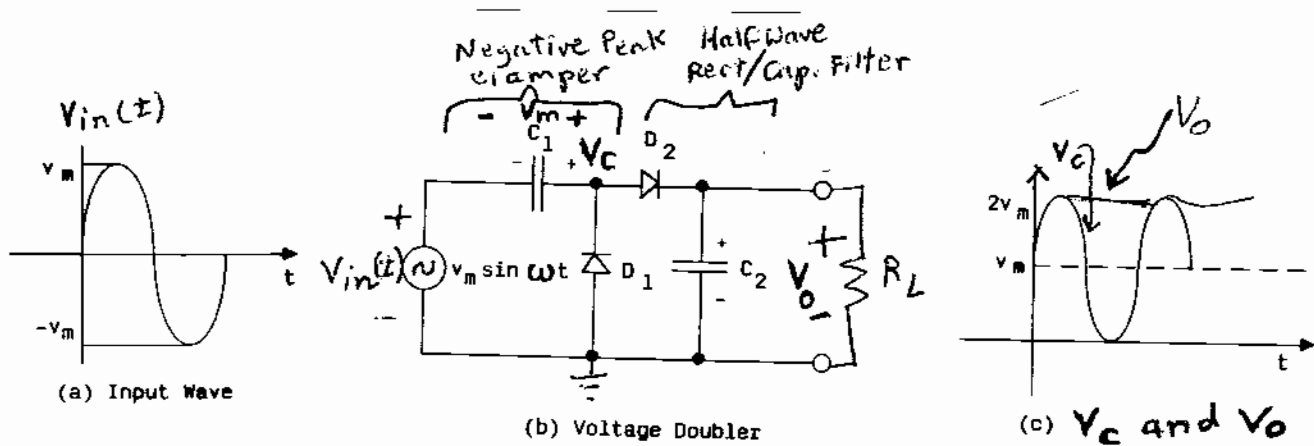 Negative Peak
clamper
Half Wave
Rect/Cap. Filter
Vin(t)
vm
-vm
t
(a) Input Wave
- Vm +
C1
- +
Vc
D2
+
Vin(t)
-
vm sin ωt
D1
+
C2
-
-
+
Vo
-
RL
(b) Voltage Doubler
Vo
Vc
2vm
vm
t
(c) Vc and Vo